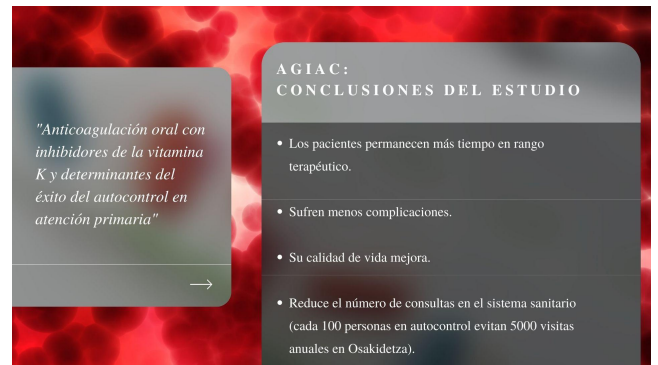 "Anticoagulación oral con
inhibidores de la vitamina
K y determinantes del
éxito del autocontrol en
atención primaria"
AGIAC:
CONCLUSIONES DEL ESTUDIO
• Los pacientes permanecen más tiempo en rango
terapéutico.
• Sufren menos complicaciones.
• Su calidad de vida mejora.
• Reduce el número de consultas en el sistema sanitario
(cada 100 personas en autocontrol evitan 5000 visitas
anuales en Osakidetza).